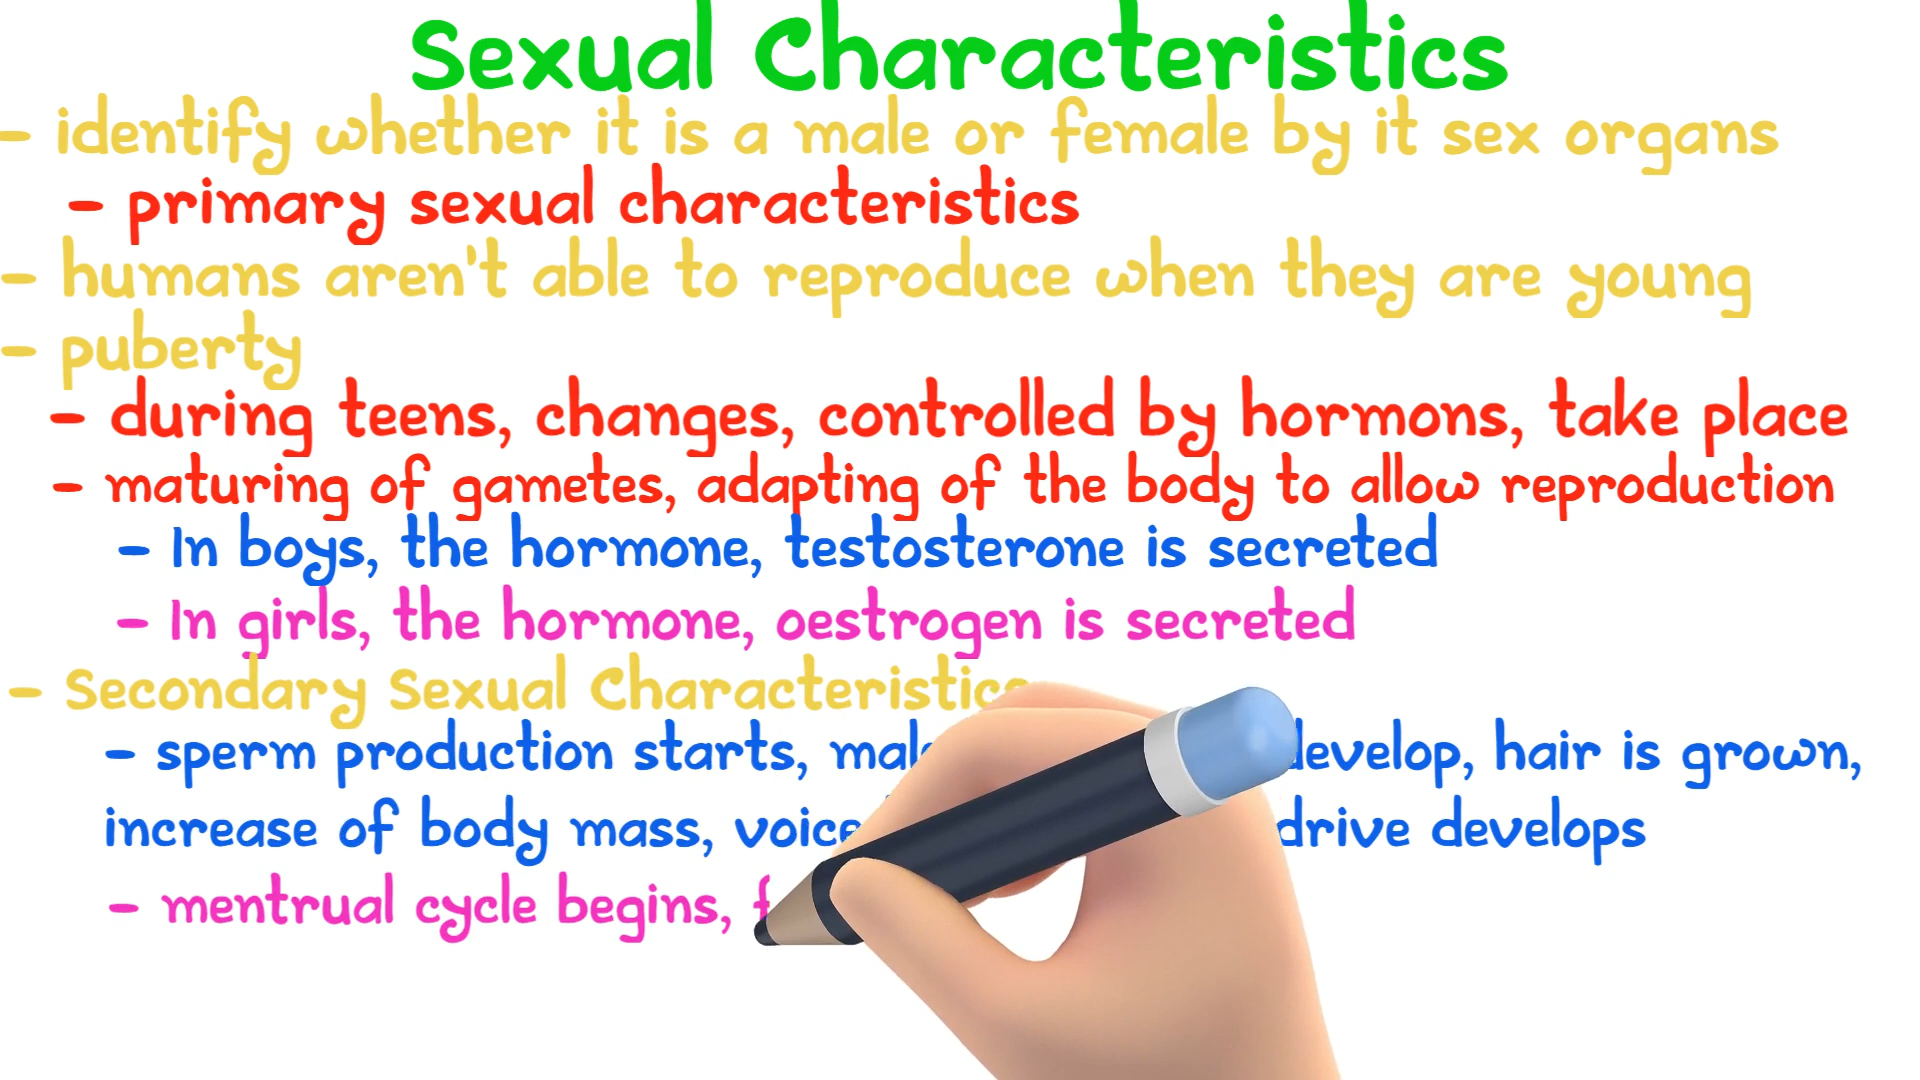 Sexual Characteristics
- identify whether it is a male or female by it sex organs
- primary sexual characteristics
- humans aren't able to reproduce when they are young
- puberty
- during teens, changes, controlled by hormons, take place
- maturing of gametes, adapting of the body to allow reproduction
- In boys, the hormone, testosterone is secreted
- In girls, the hormone, oestrogen is secreted
- Secondary Sexual Characteristics
- sperm production starts, develop, hair is grown,
increase of body mass, voice drive develops
- mentrual cycle begins,